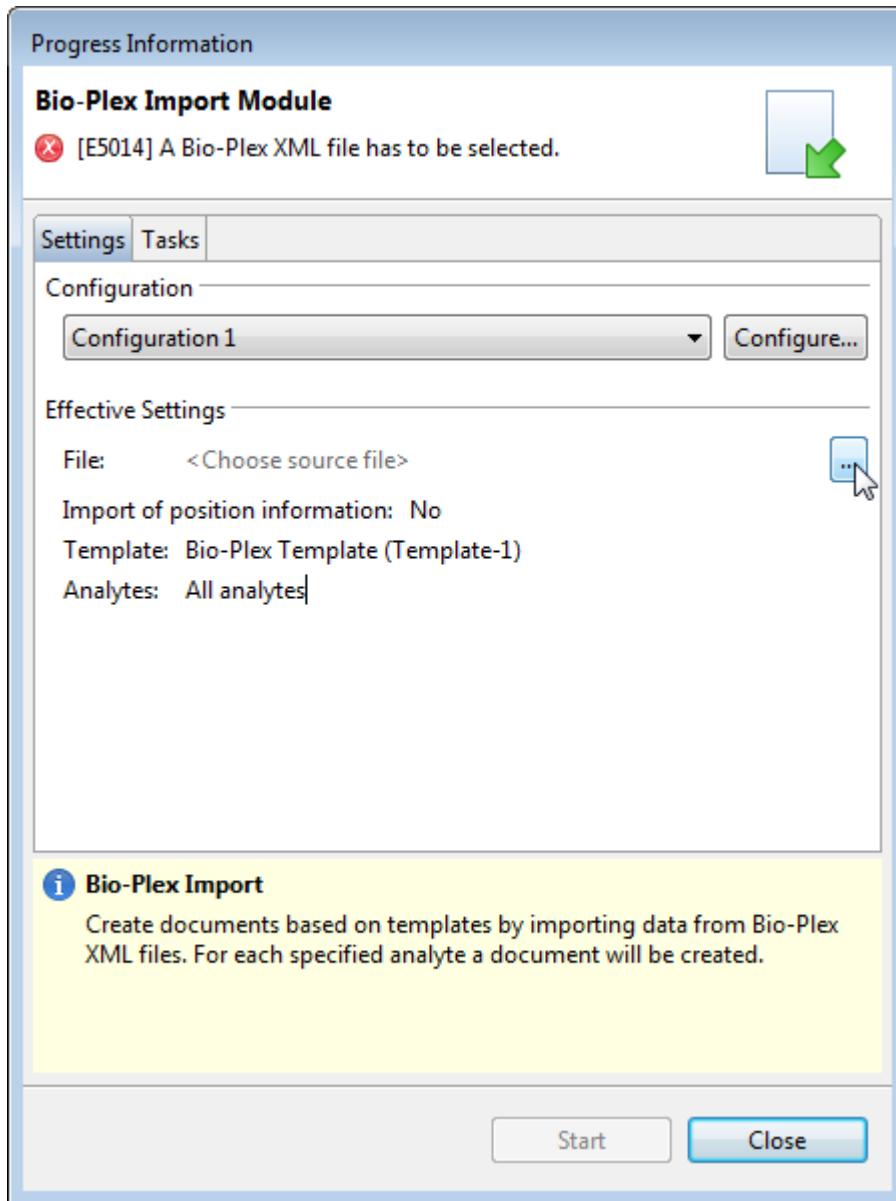 Progress Information
Bio-Plex Import Module
[E5014] A Bio-Plex XML file has to be selected.
Settings Tasks
Configuration
Configuration 1 Configure...
Effective Settings
File: <Choose source file> ...
Import of position information: No
Template: Bio-Plex Template (Template-1)
Analytes: All analytes
Bio-Plex Import
Create documents based on templates by importing data from Bio-Plex
XML files. For each specified analyte a document will be created.
Start Close